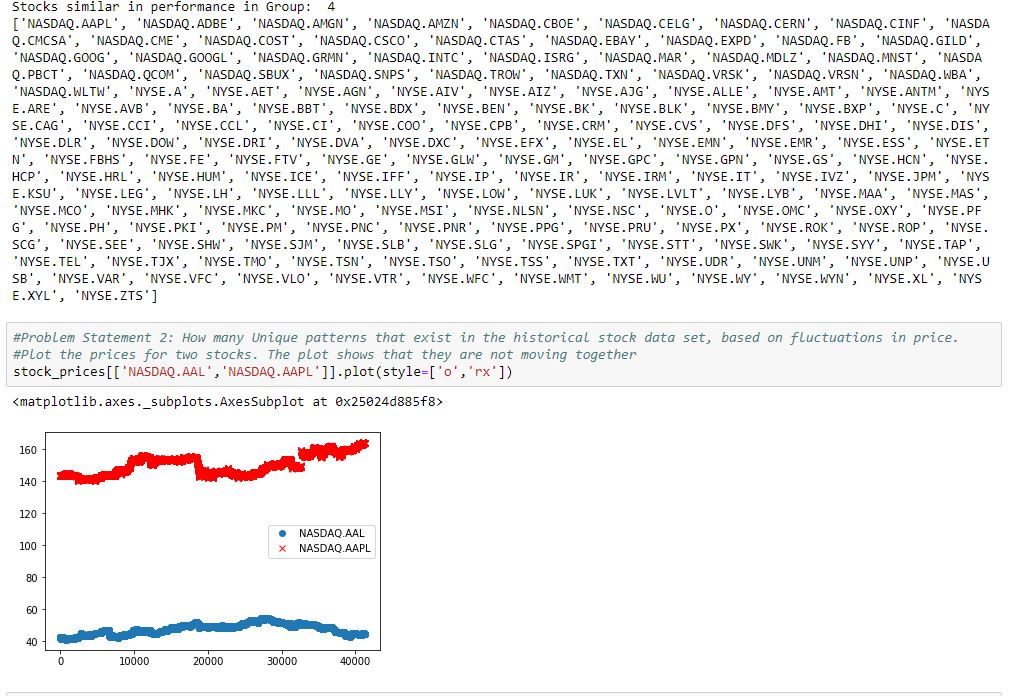 Stocks similar in performance in Group:  4
['NASDAQ.AAPL', 'NASDAQ.ADBE', 'NASDAQ.AMGN', 'NASDAQ.AMZN', 'NASDAQ.CBOE', 'NASDAQ.CELG', 'NASDAQ.CERN', 'NASDAQ.CINF', 'NASDA
Q.CMCSA', 'NASDAQ.CME', 'NASDAQ.COST', 'NASDAQ.CSCO', 'NASDAQ.CTAS', 'NASDAQ.EBAY', 'NASDAQ.EXPD', 'NASDAQ.FB', 'NASDAQ.GILD',
'NASDAQ.GOOG', 'NASDAQ.GOOGL', 'NASDAQ.GRMN', 'NASDAQ.INTC', 'NASDAQ.ISRG', 'NASDAQ.MAR', 'NASDAQ.MDLZ', 'NASDAQ.MNST', 'NASDA
Q.PBCT', 'NASDAQ.QCOM', 'NASDAQ.SBUX', 'NASDAQ.SNPS', 'NASDAQ.TROW', 'NASDAQ.TXN', 'NASDAQ.VRSK', 'NASDAQ.VRSN', 'NASDAQ.WBA',
'NASDAQ.WLTW', 'NYSE.A', 'NYSE.AET', 'NYSE.AGN', 'NYSE.AIV', 'NYSE.AIZ', 'NYSE.AJG', 'NYSE.ALLE', 'NYSE.AMT', 'NYSE.ANTM', 'NYS
E.ARE', 'NYSE.AVB', 'NYSE.BA', 'NYSE.BBT', 'NYSE.BDX', 'NYSE.BEN', 'NYSE.BK', 'NYSE.BLK', 'NYSE.BMY', 'NYSE.BXP', 'NYSE.C', 'NY
SE.CAG', 'NYSE.CCI', 'NYSE.CCL', 'NYSE.CI', 'NYSE.COO', 'NYSE.CPB', 'NYSE.CRM', 'NYSE.CVS', 'NYSE.DFS', 'NYSE.DHI', 'NYSE.DIS',
'NYSE.DLR', 'NYSE.DOW', 'NYSE.DRI', 'NYSE.DVA', 'NYSE.DXC', 'NYSE.EFX', 'NYSE.EL', 'NYSE.EMN', 'NYSE.EMR', 'NYSE.ESS', 'NYSE.ET
N', 'NYSE.FBHS', 'NYSE.FE', 'NYSE.FTV', 'NYSE.GE', 'NYSE.GLW', 'NYSE.GM', 'NYSE.GPC', 'NYSE.GPN', 'NYSE.GS', 'NYSE.HCN', 'NYSE.
HCP', 'NYSE.HRL', 'NYSE.HUM', 'NYSE.ICE', 'NYSE.IFF', 'NYSE.IP', 'NYSE.IR', 'NYSE.IRM', 'NYSE.IT', 'NYSE.IVZ', 'NYSE.JPM', 'NYS
E.KSU', 'NYSE.LEG', 'NYSE.LH', 'NYSE.LLL', 'NYSE.LLY', 'NYSE.LOW', 'NYSE.LUK', 'NYSE.LVLT', 'NYSE.LYB', 'NYSE.MAA', 'NYSE.MAS',
'NYSE.MCO', 'NYSE.MHK', 'NYSE.MKC', 'NYSE.MO', 'NYSE.MSI', 'NYSE.NLSN', 'NYSE.NSC', 'NYSE.O', 'NYSE.OMC', 'NYSE.OXY', 'NYSE.PF
G', 'NYSE.PH', 'NYSE.PKI', 'NYSE.PM', 'NYSE.PNC', 'NYSE.PNR', 'NYSE.PPG', 'NYSE.PRU', 'NYSE.PX', 'NYSE.ROK', 'NYSE.ROP', 'NYSE.
SCG', 'NYSE.SEE', 'NYSE.SHW', 'NYSE.SJM', 'NYSE.SLB', 'NYSE.SLG', 'NYSE.SPGI', 'NYSE.STT', 'NYSE.SWK', 'NYSE.SYY', 'NYSE.TAP',
'NYSE.TEL', 'NYSE.TJX', 'NYSE.TMO', 'NYSE.TSN', 'NYSE.TSO', 'NYSE.TSS', 'NYSE.TXT', 'NYSE.UDR', 'NYSE.UNM', 'NYSE.UNP', 'NYSE.U
SB', 'NYSE.VAR', 'NYSE.VFC', 'NYSE.VLO', 'NYSE.VTR', 'NYSE.WFC', 'NYSE.WMT', 'NYSE.WU', 'NYSE.WY', 'NYSE.WYN', 'NYSE.XL', 'NYS
E.XYL', 'NYSE.ZTS']
#Problem Statement 2: How many Unique patterns that exist in the historical stock data set, based on fluctuations in price.
#Plot the prices for two stocks. The plot shows that they are not moving together
stock_prices[['NASDAQ.AAL','NASDAQ.AAPL']].plot(style=['o','rx'])
<matplotlib.axes._subplots.AxesSubplot at 0x25024d885f8>
160
140
120
100
80
60
40
NASDAQ.AAL
NASDAQ.AAPL
0 10000 20000 30000 40000